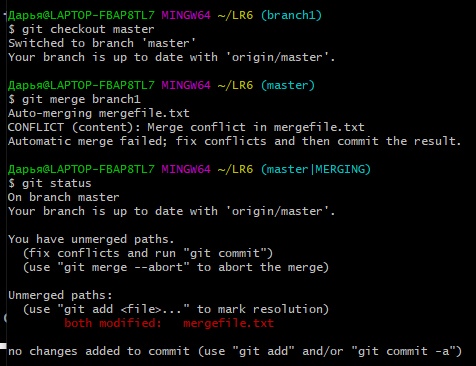 Дарья@LAPTOP-FBAP8TL7 MINGW64 ~/LR6 (branch1)
$ git checkout master
Switched to branch 'master'
Your branch is up to date with 'origin/master'.
Дарья@LAPTOP-FBAP8TL7 MINGW64 ~/LR6 (master)
$ git merge branch1
Auto-merging mergefile.txt
CONFLICT (content): Merge conflict in mergefile.txt
Automatic merge failed; fix conflicts and then commit the result.
Дарья@LAPTOP-FBAP8TL7 MINGW64 ~/LR6 (master|MERGING)
$ git status
On branch master
Your branch is up to date with 'origin/master'.
You have unmerged paths.
  (fix conflicts and run "git commit")
  (use "git merge --abort" to abort the merge)
Unmerged paths:
  (use "git add <file>..." to mark resolution)
        both modified:   mergefile.txt
no changes added to commit (use "git add" and/or "git commit -a")